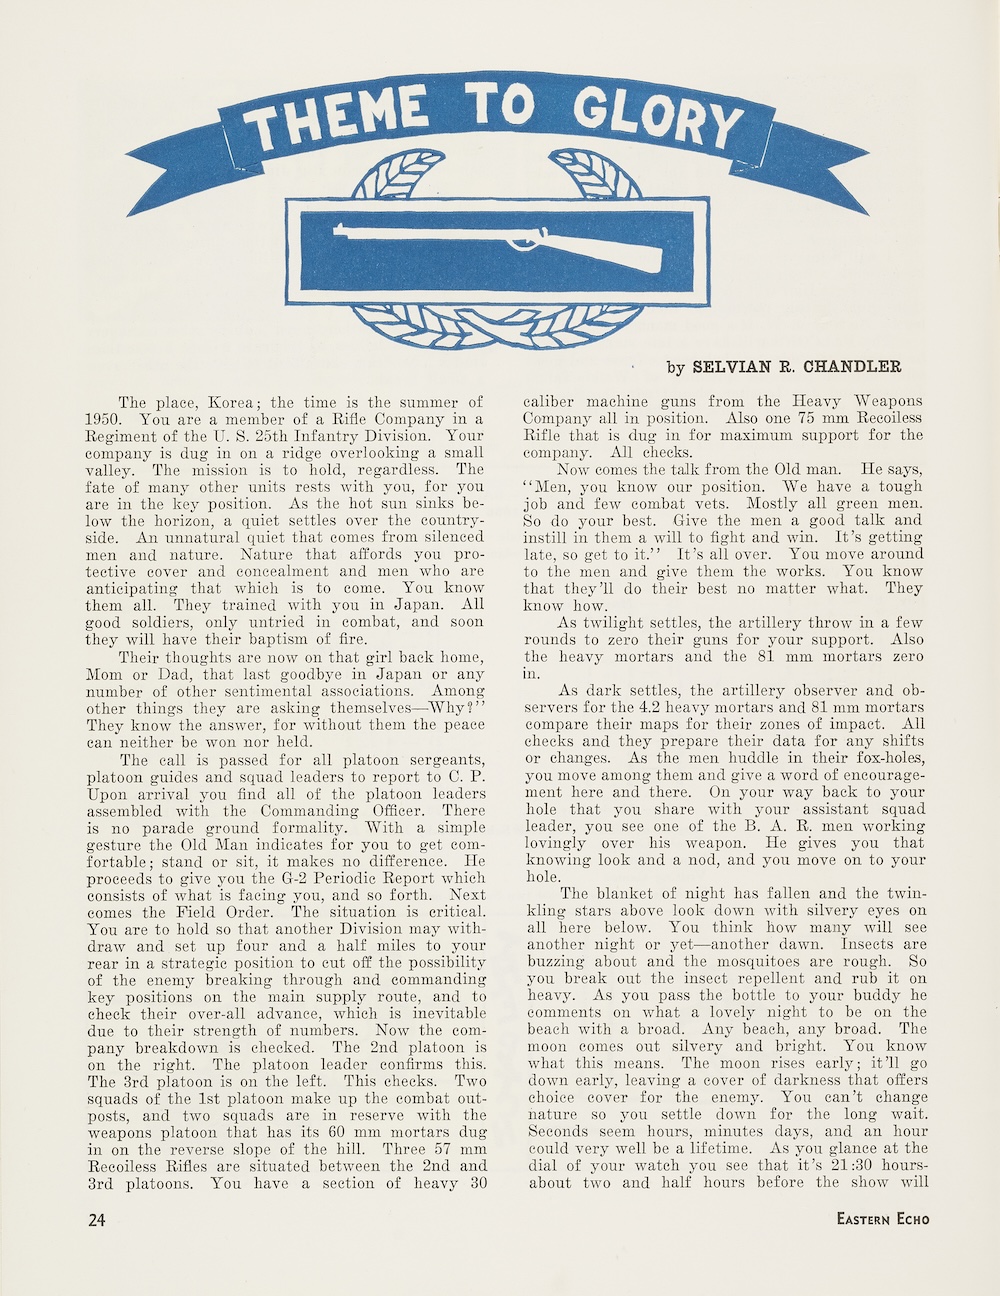 THEME TO GLORY
by SELVIAN R. CHANDLER
The place, Korea; the time is the summer of
1950. You are a member of a Rifle Company in a
Regiment of the U. S. 25th Infantry Division. Your
company is dug in on a ridge overlooking a small
valley. The mission is to hold, regardless. The
fate of many other units rests with you, for you
are in the key position. As the hot sun sinks be-
low the horizon, a quiet settles over the country-
side. An unnatural quiet that comes from silenced
men and nature. Nature that affords you pro-
tective cover and concealment and men who are
anticipating that which is to come. You know
them all. They trained with you in Japan. All
good soldiers, only untried in combat, and soon
they will have their baptism of fire.
Their thoughts are now on that girl back home,
Mom or Dad, that last goodbye in Japan or any
number of other sentimental associations. Among
other things they are asking themselves—Why?''
They know the answer, for without them the peace
can neither be won nor held.
The call is passed for all platoon sergeants,
platoon guides and squad leaders to report to C. P.
Upon arrival you find all of the platoon leaders
assembled with the Commanding Officer. There
is no parade ground formality. With a simple
gesture the Old Man indicates for you to get com-
fortable; stand or sit, it makes no difference. He
proceeds to give you the G-2 Periodic Report which
consists of what is facing you, and so forth. Next
comes the Field Order. The situation is critical.
You are to hold so that another Division may with-
draw and set up four and a half miles to your
rear in a strategic position to cut off the possibility
of the enemy breaking through and commanding
key positions on the main supply route, and to
check their over-all advance, which is inevitable
due to their strength of numbers. Now the com-
pany breakdown is checked. The 2nd platoon is
on the right. The platoon leader confirms this.
The 3rd platoon is on the left. This checks. Two
squads of the 1st platoon make up the combat out-
posts, and two squads are in reserve with the
weapons platoon that has its 60 mm mortars dug
in on the reverse slope of the hill. Three 57 mm
Recoiless Rifles are situated between the 2nd and
3rd platoons. You have a section of heavy 30
caliber machine guns from the Heavy Weapons
Company all in position. Also one 75 mm Recoiless
Rifle that is dug in for maximum support for the
company. All checks.
Now comes the talk from the Old man. He says,
''Men, you know our position. We have a tough
job and few combat vets. Mostly all green men.
So do your best. Give the men a good talk and
instill in them a will to fight and win. It's getting
late, so get to it.'' It's all over. You move around
to the men and give them the works. You know
that they'll do their best no matter what. They
know how.
As twilight settles, the artillery throw in a few
rounds to zero their guns for your support. Also
the heavy mortars and the 81 mm mortars zero
in.
As dark settles, the artillery observer and ob-
servers for the 4.2 heavy mortars and 81 mm mortars
compare their maps for their zones of impact. All
checks and they prepare their data for any shifts
or changes. As the men huddle in their fox-holes,
you move among them and give a word of encourage-
ment here and there. On your way back to your
hole that you share with your assistant squad
leader, you see one of the B. A. R. men working
lovingly over his weapon. He gives you that
knowing look and a nod, and you move on to your
hole.
The blanket of night has fallen and the twin-
kling stars above look down with silvery eyes on
all here below. You think how many will see
another night or yet—another dawn. Insects are
buzzing about and the mosquitoes are rough. So
you break out the insect repellent and rub it on
heavy. As you pass the bottle to your buddy he
comments on what a lovely night to be on the
beach with a broad. Any beach, any broad. The
moon comes out silvery and bright. You know
what this means. The moon rises early; it'll go
down early, leaving a cover of darkness that offers
choice cover for the enemy. You can't change
nature so you settle down for the long wait.
Seconds seem hours, minutes days, and an hour
could very well be a lifetime. As you glance at the
dial of your watch you see that it's 21:30 hours-
about two and half hours before the show will
24
EASTERN ECHO